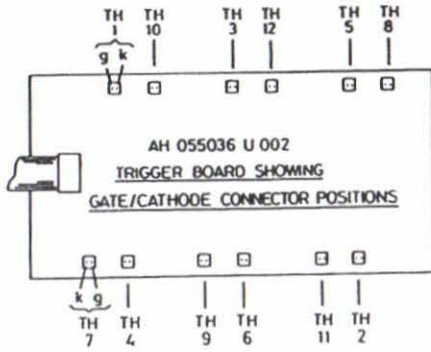 TH 1 TH 10 TH 3 TH 12 TH 5 TH 8
g k
AH 055036 U 002
TRIGGER BOARD SHOWING
GATE/CATHODE CONNECTOR POSITIONS
k g
TH 7 TH 4 TH 9 TH 6 TH 11 TH 2